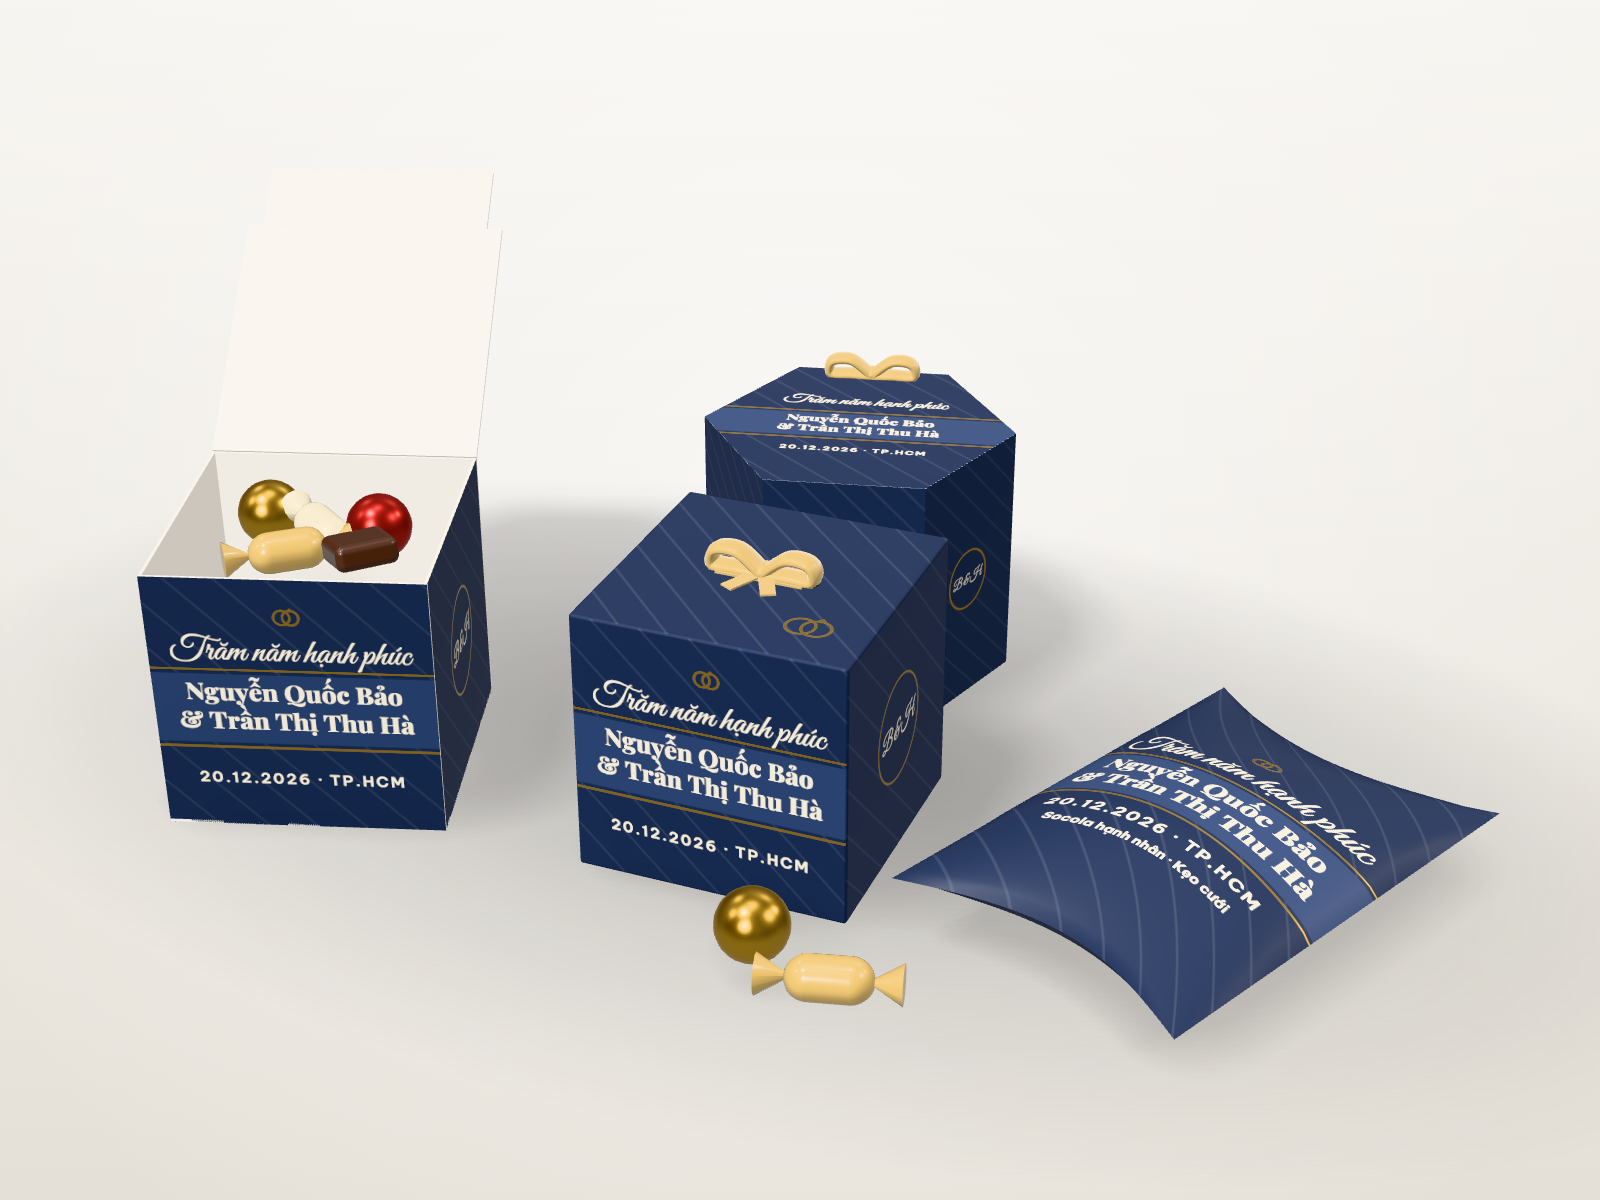 Trăm năm hạnh phúc
Nguyễn Quốc Bảo
& Trần Thị Thu Hà
20.12.2026 · TP.HCM
B&H
Trăm năm hạnh phúc
Nguyễn Quốc Bảo
& Trần Thị Thu Hà
20.12.2026 · TP.HCM
B&H
Trăm năm hạnh phúc
Nguyễn Quốc Bảo
& Trần Thị Thu Hà
20.12.2026 · TP.HCM
B&H
Trăm năm hạnh phúc
Nguyễn Quốc Bảo
& Trần Thị Thu Hà
20.12.2026 · TP.HCM
Socola hạnh nhân · Kẹo cưới